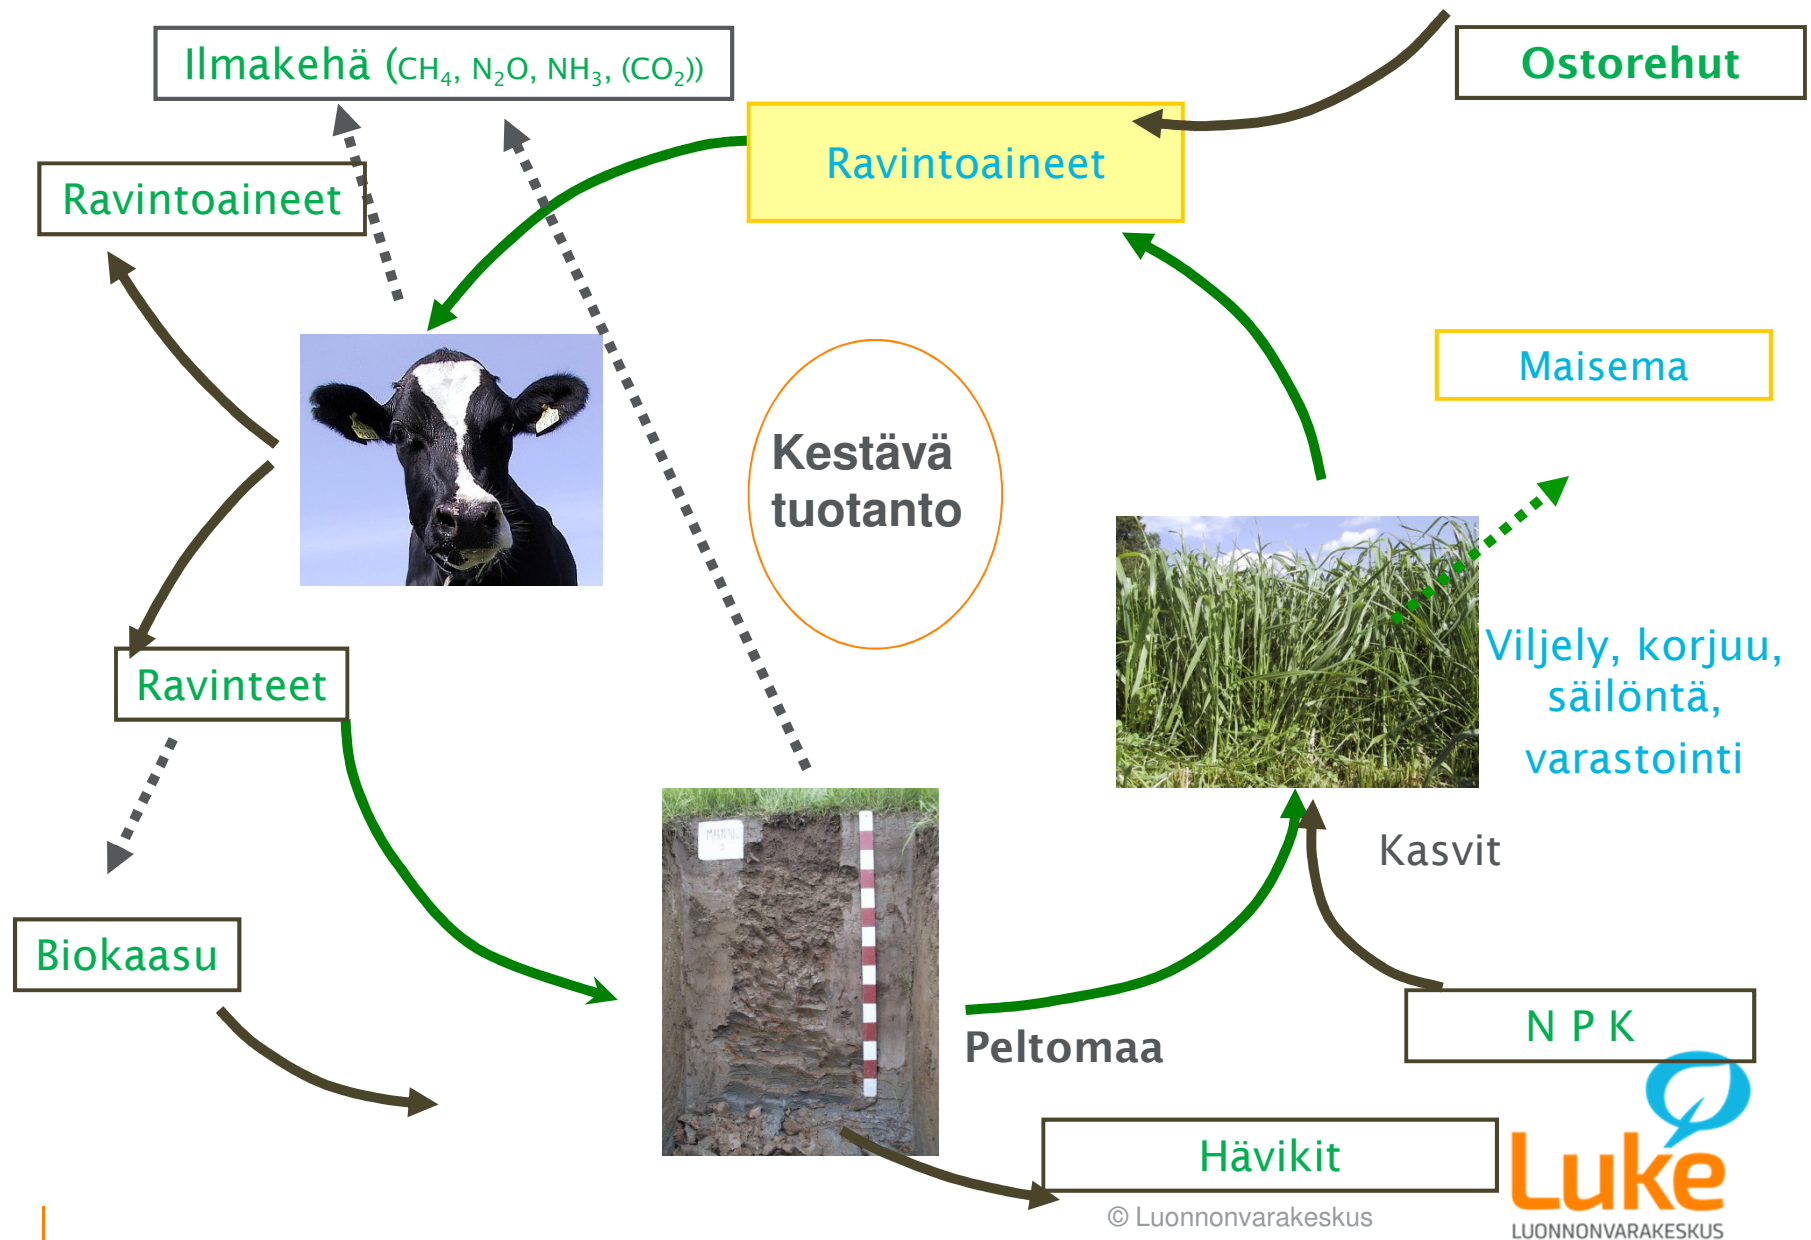 Ilmakehä (CH₄, N₂O, NH₃, (CO₂))
Ostorehut
Ravintoaineet
Ravintoaineet
Maisema
Kestävä
tuotanto
Viljely, korjuu,
säilöntä,
varastointi
Ravinteet
Kasvit
Biokaasu
N P K
Peltomaa
Hävikit
© Luonnonvarakeskus
Luke
LUONNONVARAKESKUS